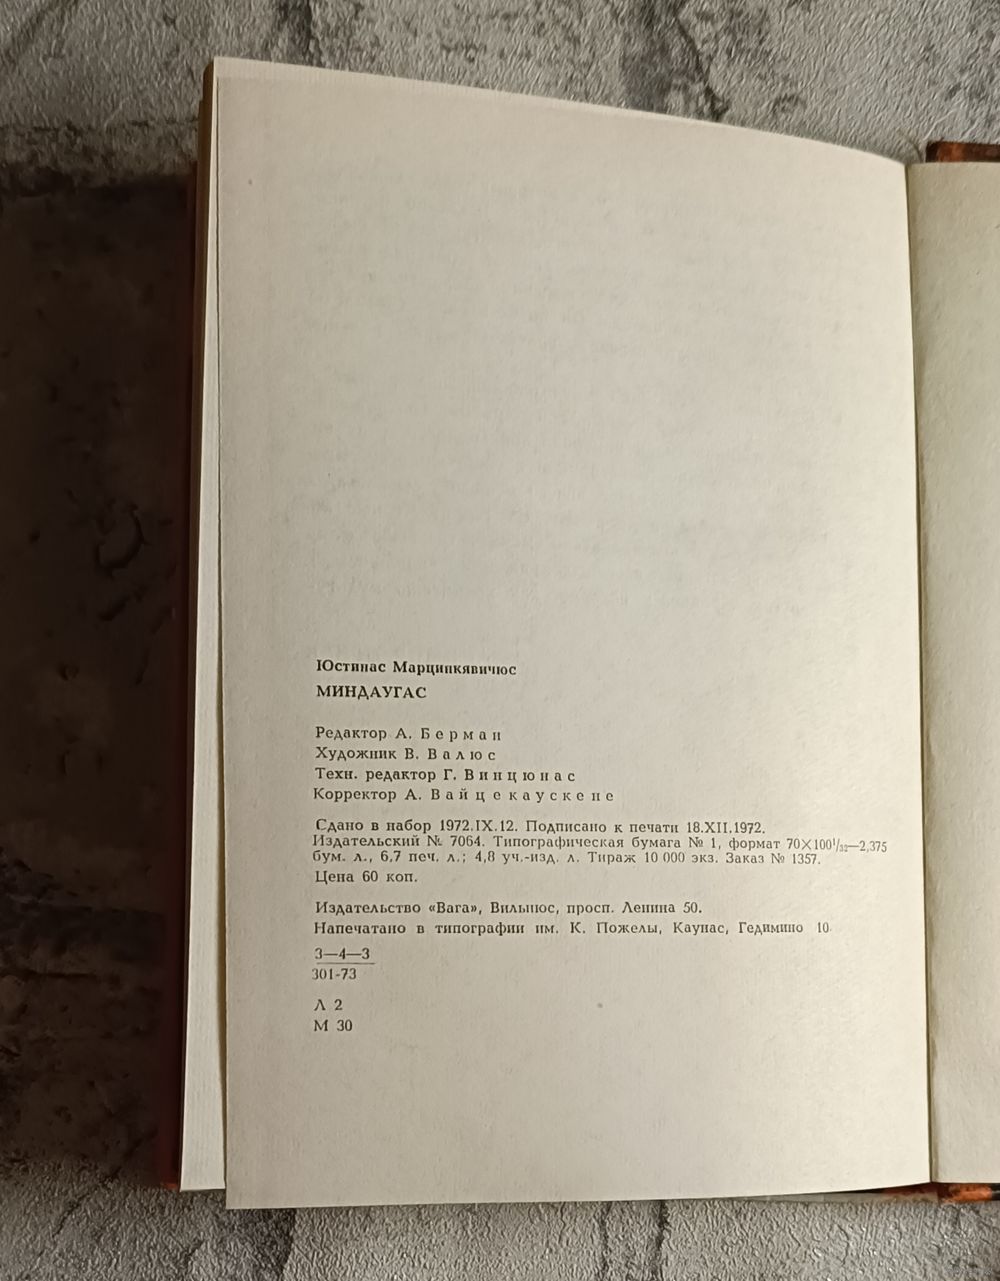 Юстинас Марцинкявичюс
МИНДАУГАС
Редактор А. Берман
Художник В. Валюс
Техн. редактор Г. Винцюнас
Корректор А. Вайцекаускене
Сдано в набор 1972.IX.12. Подписано к печати 18.XII.1972.
Издательский № 7064. Типографическая бумага № 1, формат 70×100¹/₃₂—2,375
бум. л., 6,7 печ. л.; 4,8 уч.-изд. л. Тираж 10 000 экз. Заказ № 1357.
Цена 60 коп.
Издательство «Вага», Вильнюс, просп. Ленина 50.
Напечатано в типографии им. К. Пожелы, Каунас, Гедимино 10
3—4—3
301-73
Л 2
М 30